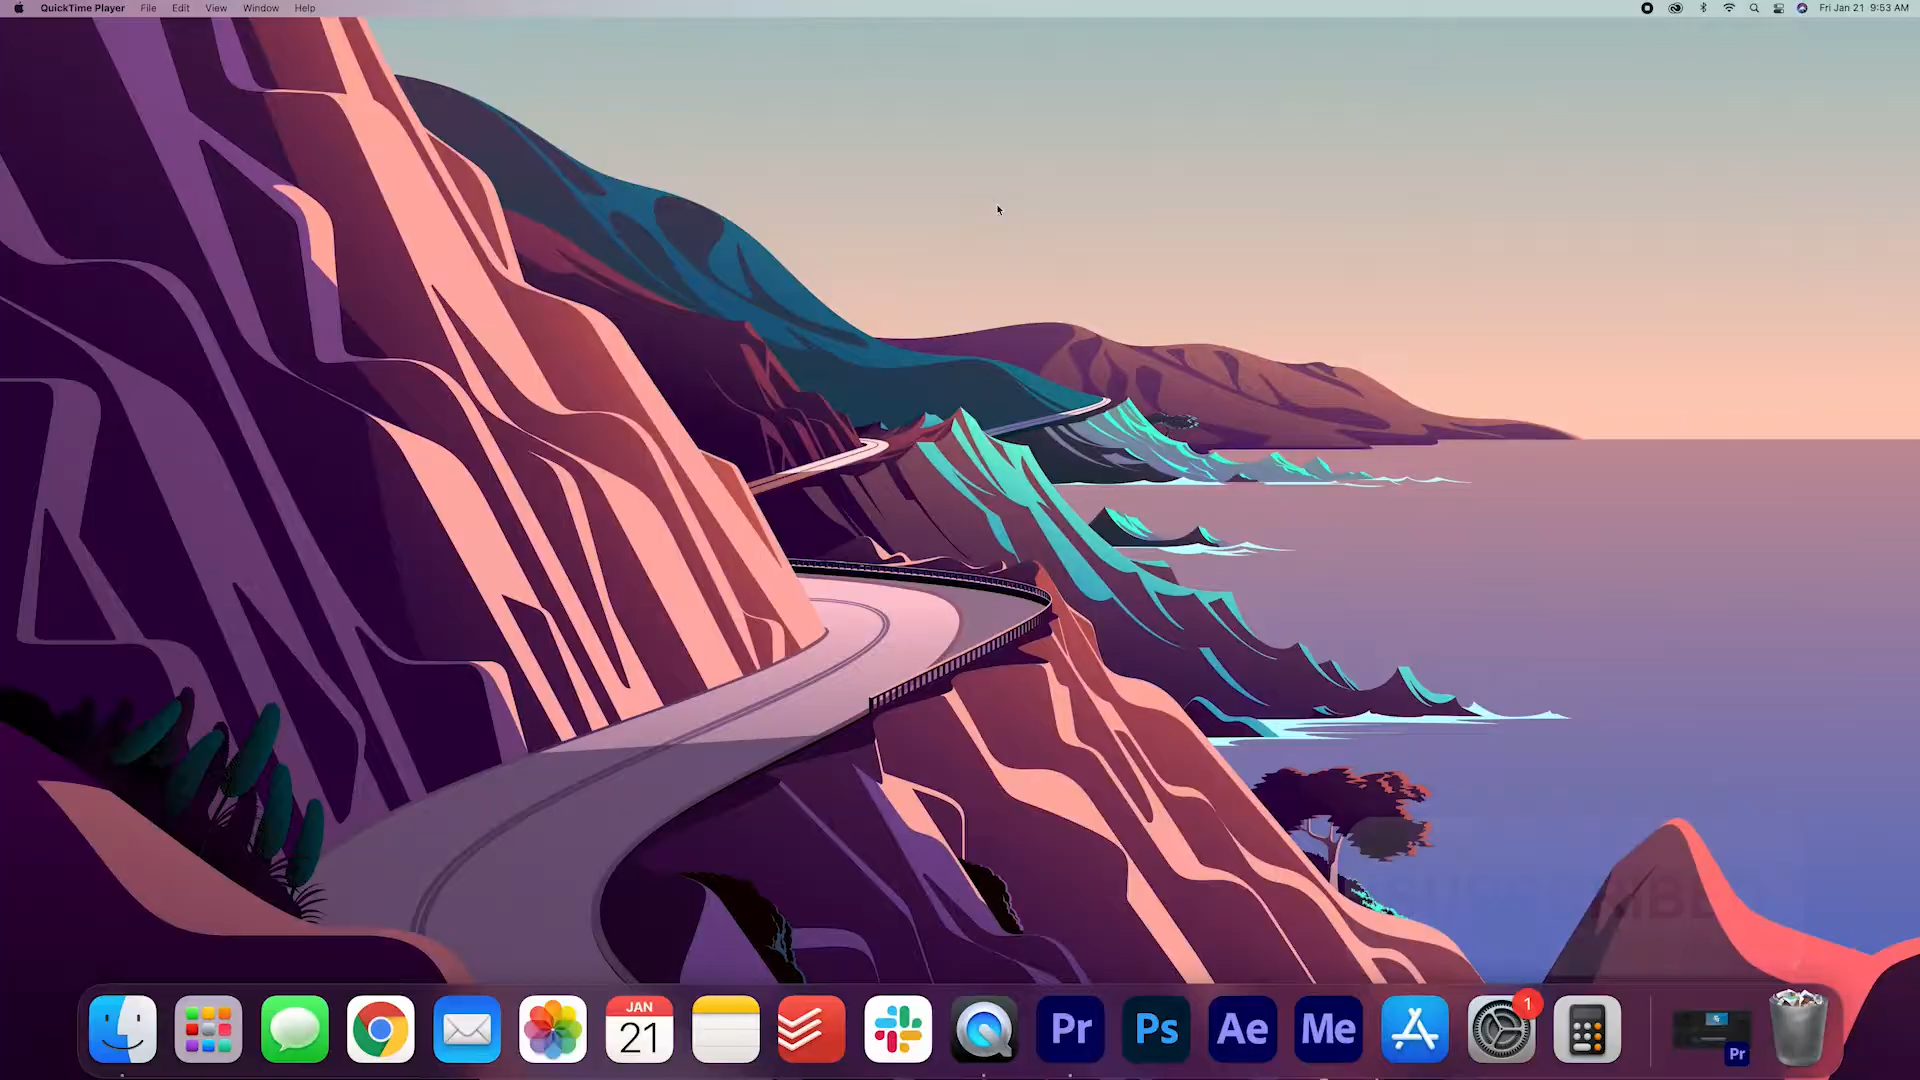 QuickTime Player File Edit View Window Help Fri Jan 21 9:53 AM
JAN
21
Pr Ps Ae Me
1
Pr